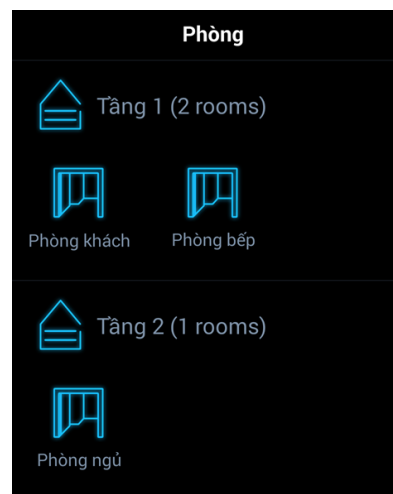 Phòng
Tầng 1 (2 rooms)
Phòng khách Phòng bếp
Tầng 2 (1 rooms)
Phòng ngủ